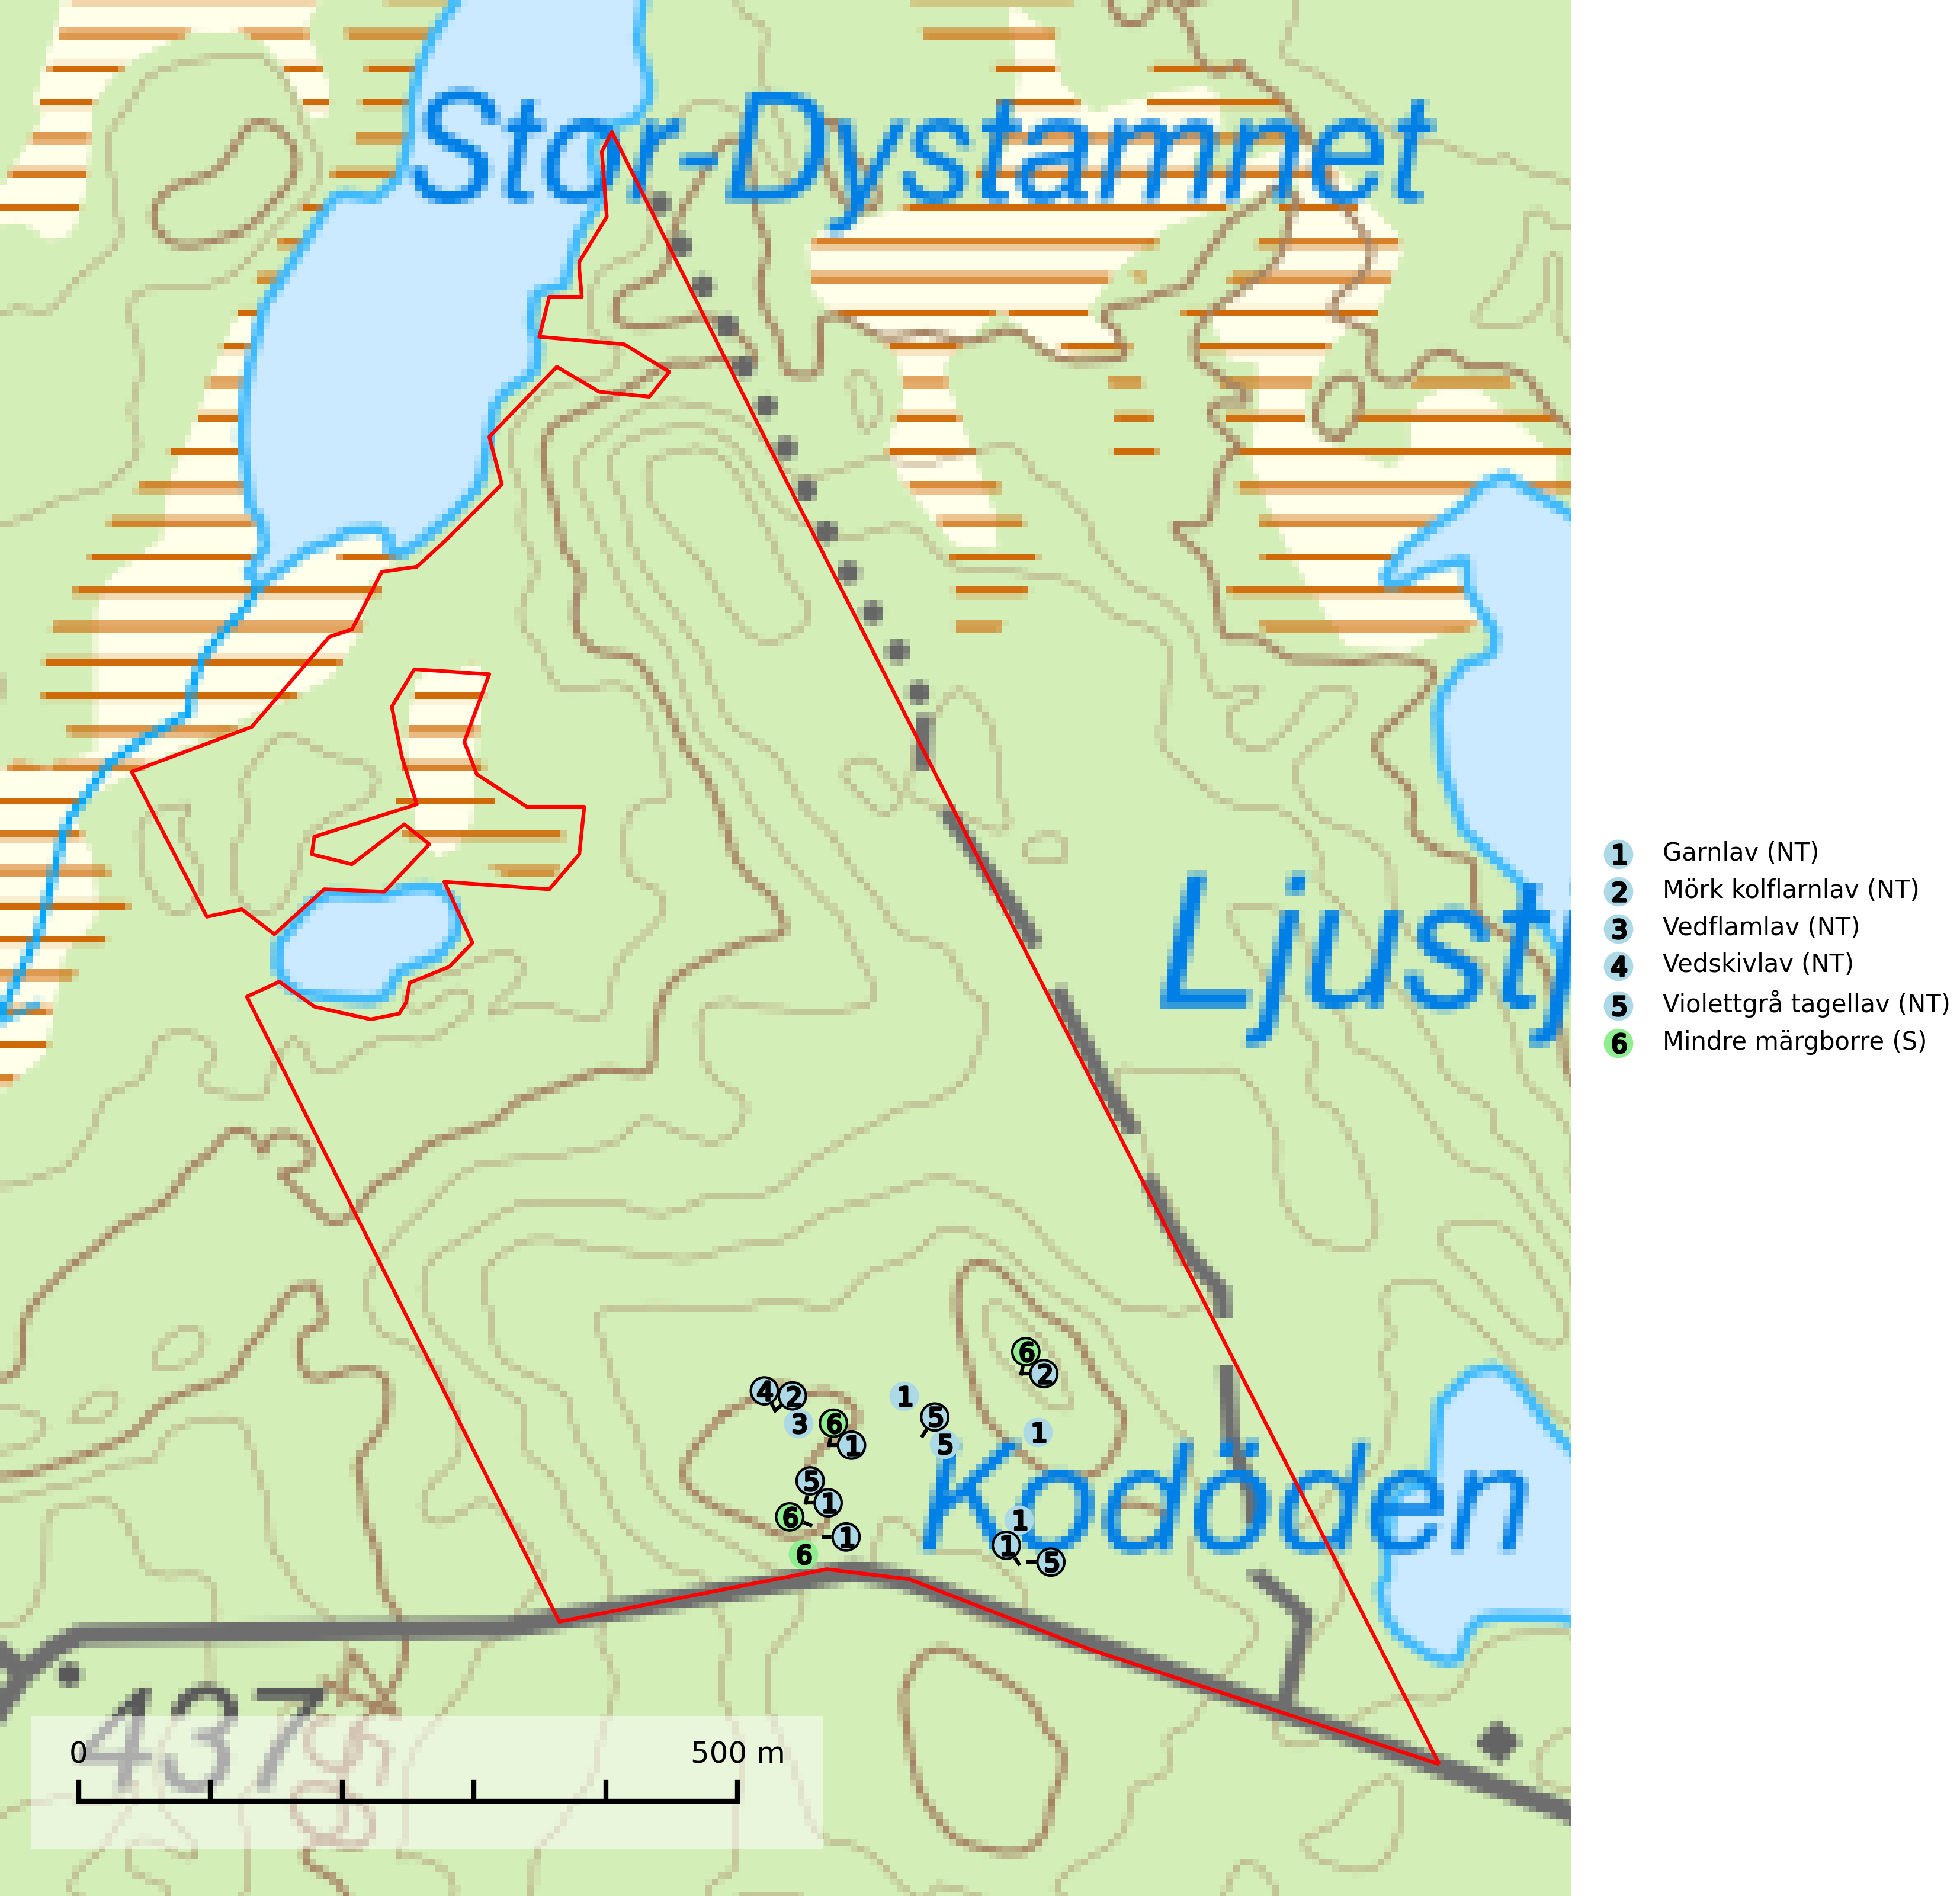 Stor-Dystamnet
Ljustj
6
2
4
2
1
3
6
5
1
1
5
5
1
6
1
1
1
6
1
5
Kodöden
437
0
500 m
1 Garnlav (NT)
2 Mörk kolflarnlav (NT)
3 Vedflamlav (NT)
4 Vedskivlav (NT)
5 Violettgrå tagellav (NT)
6 Mindre märgborre (S)